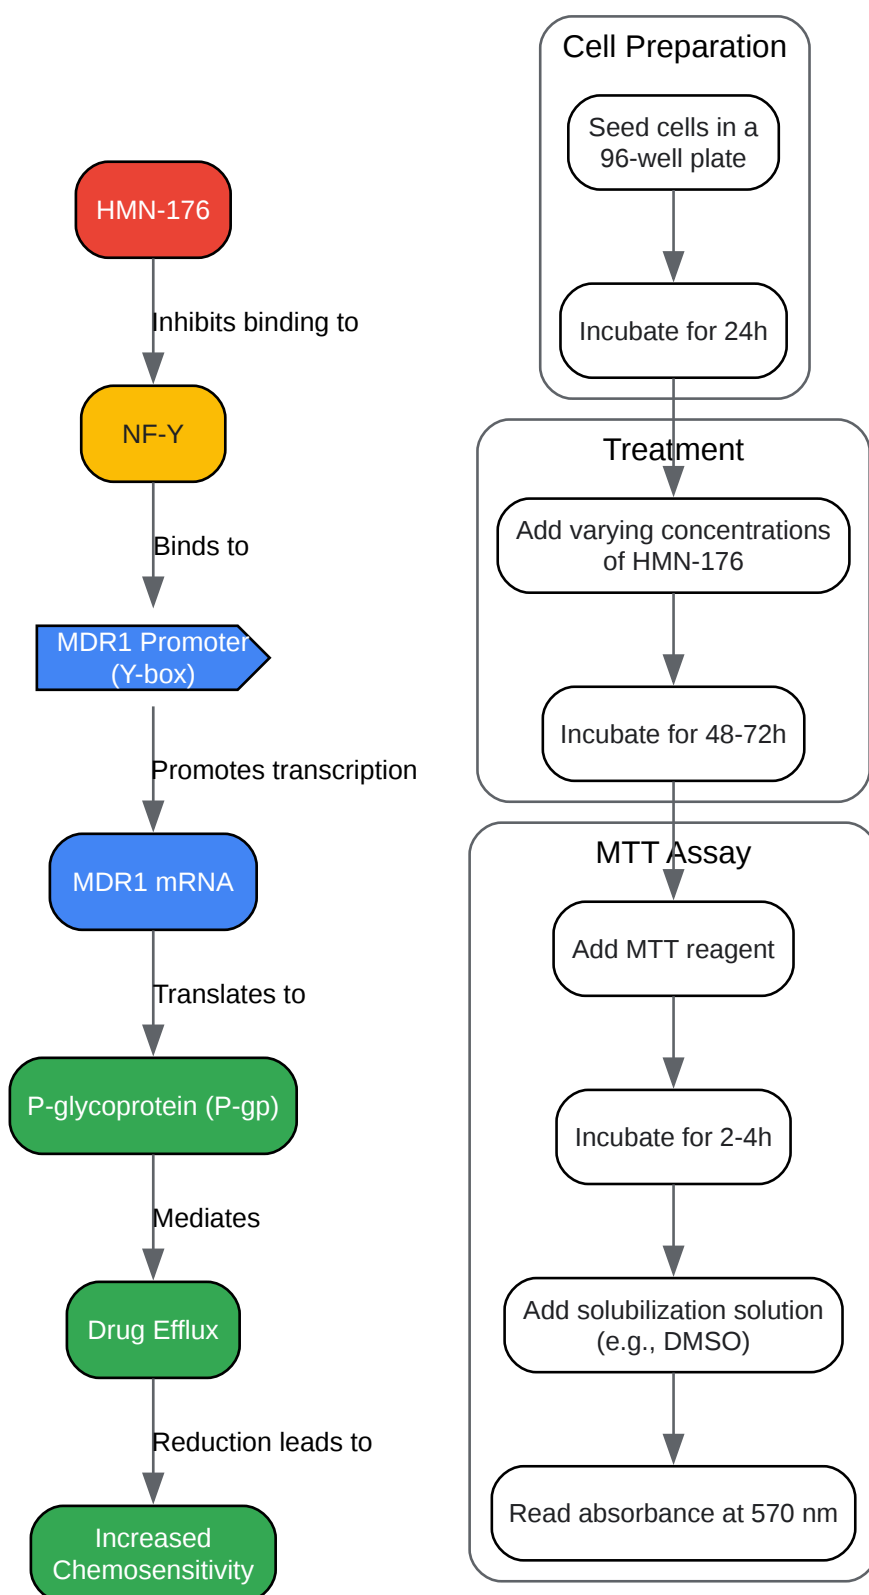 HMN-176
Inhibits binding to
NF-Y
Binds to
MDR1 Promoter
(Y-box)
Promotes transcription
MDR1 mRNA
Translates to
P-glycoprotein (P-gp)
Mediates
Drug Efflux
Reduction leads to
Increased
Chemosensitivity
Cell Preparation
Seed cells in a
96-well plate
Incubate for 24h
Treatment
Add varying concentrations
of HMN-176
Incubate for 48-72h
MTT Assay
Add MTT reagent
Incubate for 2-4h
Add solubilization solution
(e.g., DMSO)
Read absorbance at 570 nm